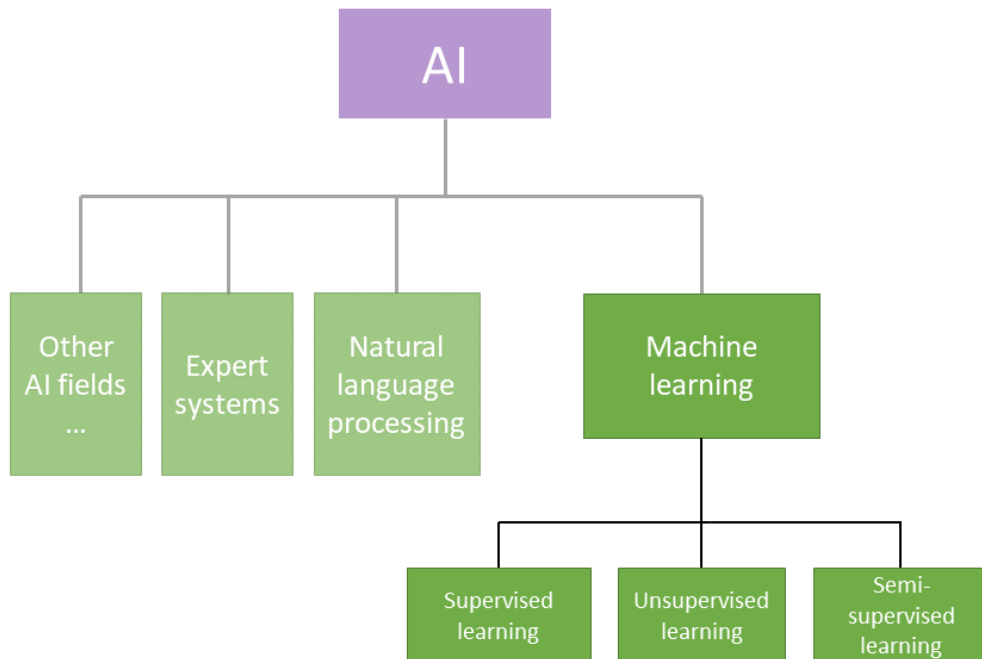 AI
Other
AI fields
...
Expert
systems
Natural
language
processing
Machine
learning
Supervised
learning
Unsupervised
learning
Semi-
supervised
learning